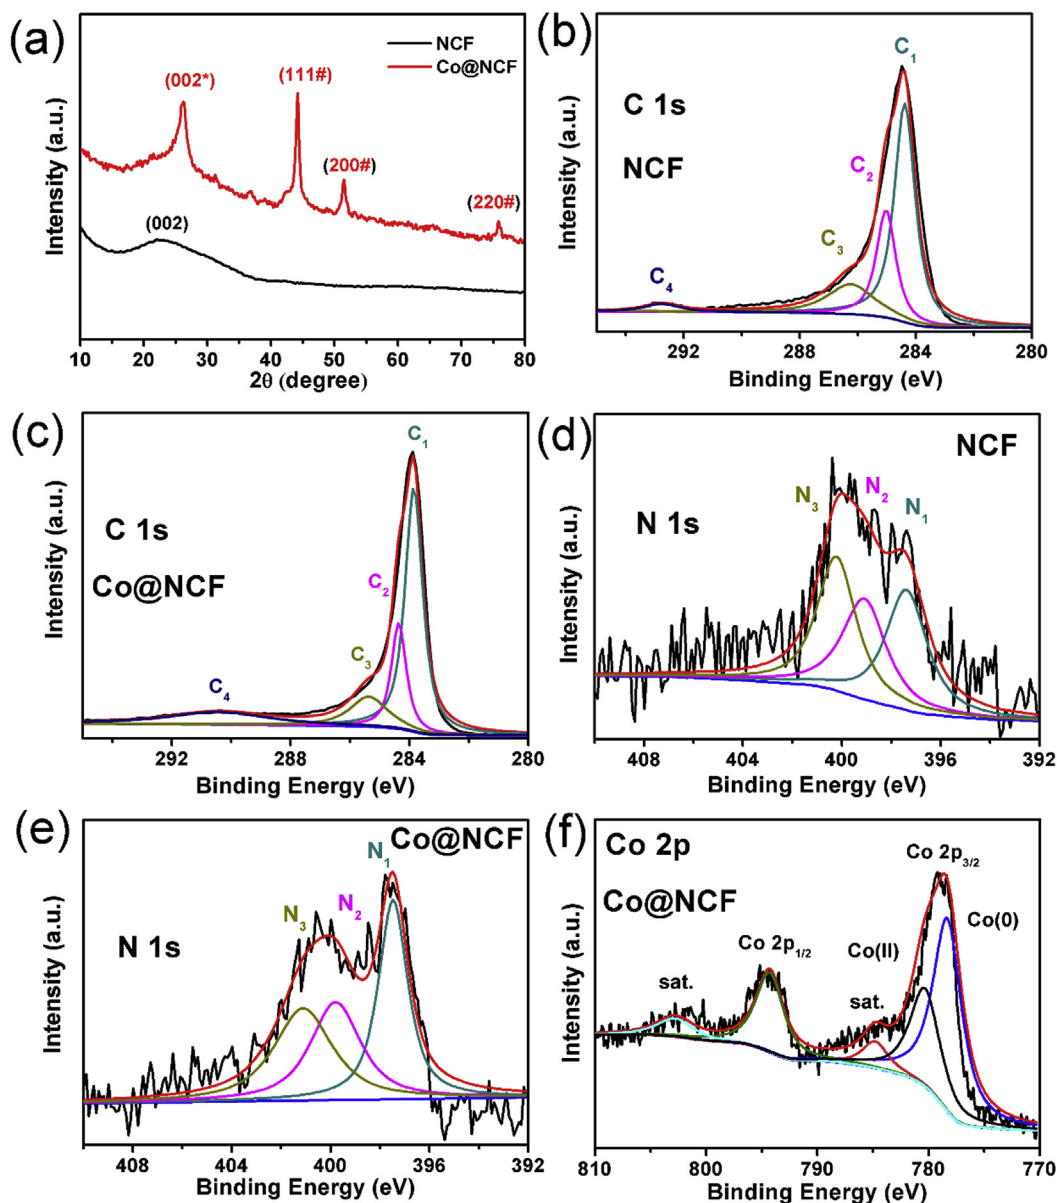 (a)
NCF
Co@NCF
(002*)
(111#)
(200#)
(220#)
(002)
Intensity (a.u.)
10 20 30 40 50 60 70 80
2θ (degree)
(b)
C 1s
NCF
C1
C2
C3
C4
Intensity (a.u.)
292 288 284 280
Binding Energy (eV)
(c)
C 1s
Co@NCF
C1
C2
C3
C4
Intensity (a.u.)
292 288 284 280
Binding Energy (eV)
(d)
NCF
N 1s
N3
N2
N1
Intensity (a.u.)
408 404 400 396 392
Binding Energy (eV)
(e)
Co@NCF
N 1s
N3
N2
N1
Intensity (a.u.)
408 404 400 396 392
Binding Energy (eV)
(f)
Co 2p
Co@NCF
Co 2p3/2
Co(0)
Co(II)
Co 2p1/2
sat.
sat.
Intensity (a.u.)
810 800 790 780 770
Binding Energy (eV)